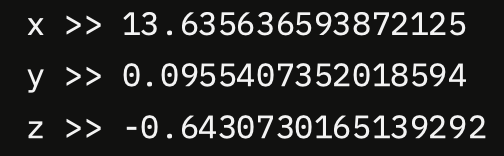 x >> 13.635636593872125
y >> 0.0955407352018594
z >> -0.6430730165139292